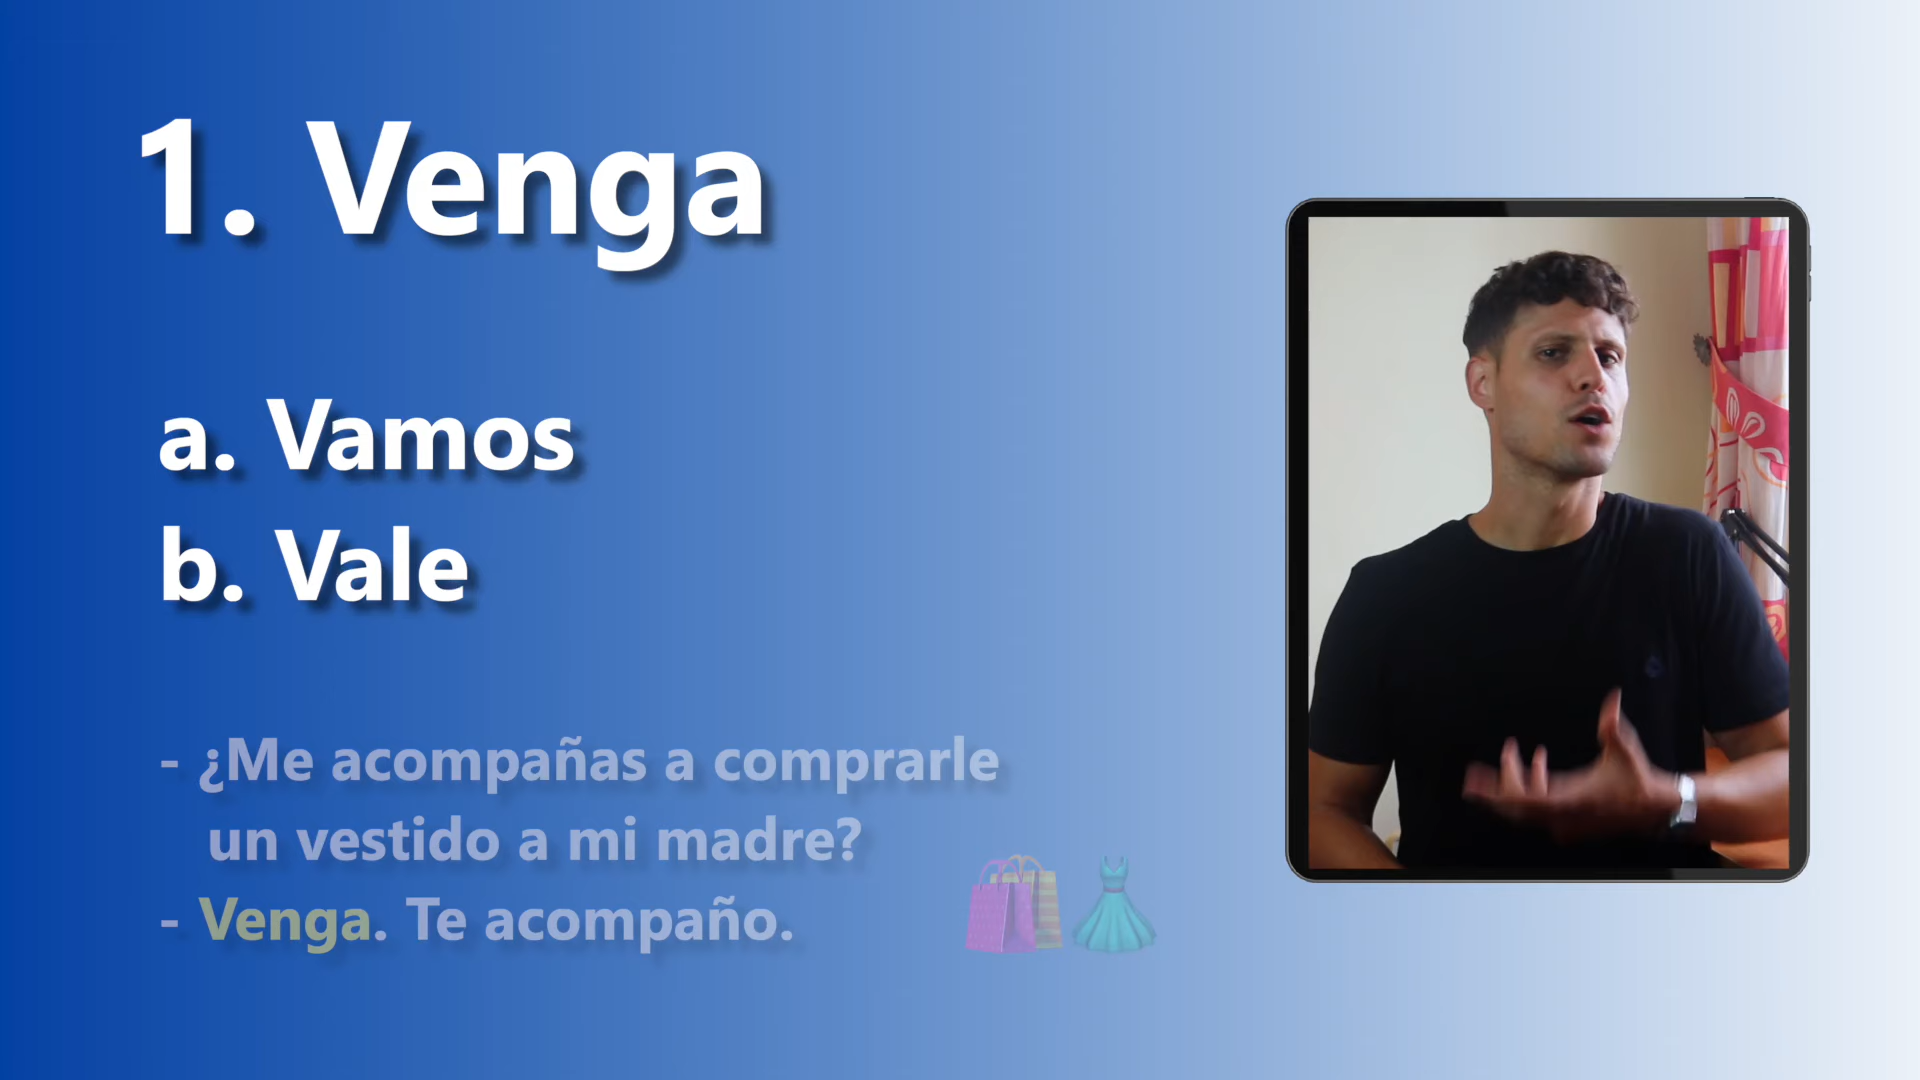 1. Venga
a. Vamos
b. Vale
- ¿Me acompañas a comprarle
un vestido a mi madre?
- Venga. Te acompaño.